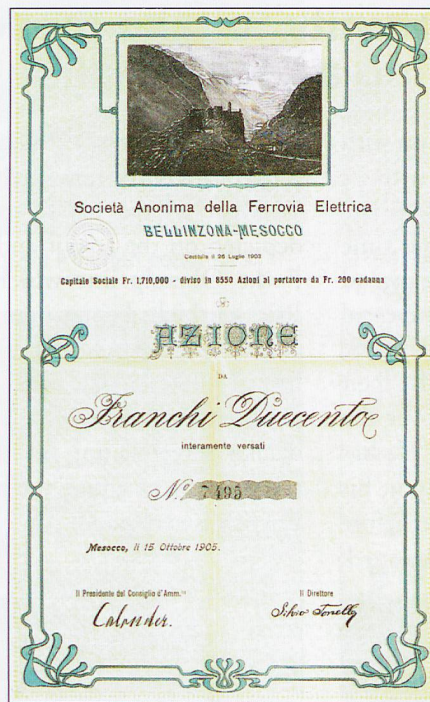 Società Anonima della Ferrovia Elettrica
BELLINZONA-MESOCCO
Costituita il 26 Luglio 1903
Capitale Sociale Fr. 1,710,000 - diviso in 8550 Azioni al portatore da Fr. 200 cadauna
AZIONE
DA
Franchi Duecento
interamente versati
N.º 7495
Mesocco, li 15 Ottobre 1905.
Il Presidente del Consiglio d'Amm.ne
Il Direttore
Calonder.
Silvio Tonella